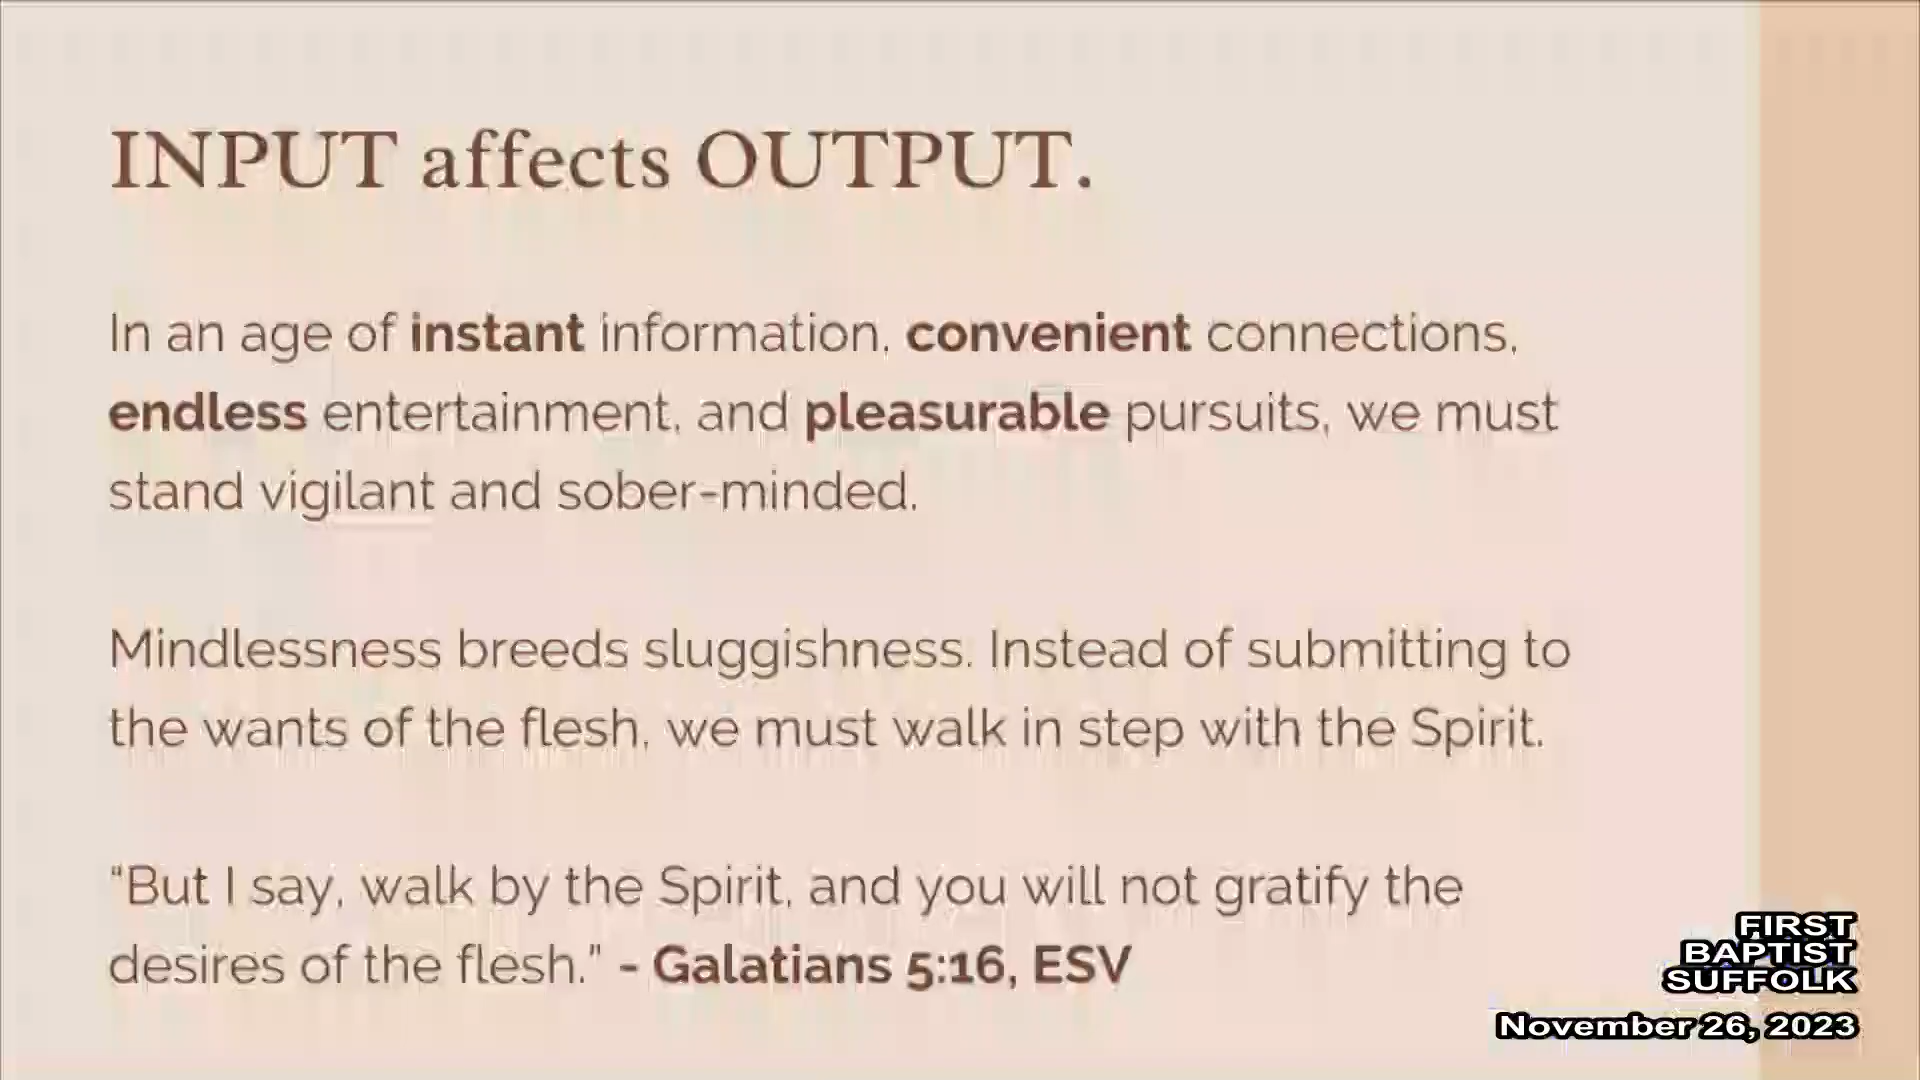 INPUT affects OUTPUT.
In an age of instant information, convenient connections,
endless entertainment, and pleasurable pursuits, we must
stand vigilant and sober-minded.
Mindlessness breeds sluggishness. Instead of submitting to
the wants of the flesh, we must walk in step with the Spirit.
“But I say, walk by the Spirit, and you will not gratify the
desires of the flesh.” - Galatians 5:16, ESV
FIRST
BAPTIST
SUFFOLK
November 26, 2023